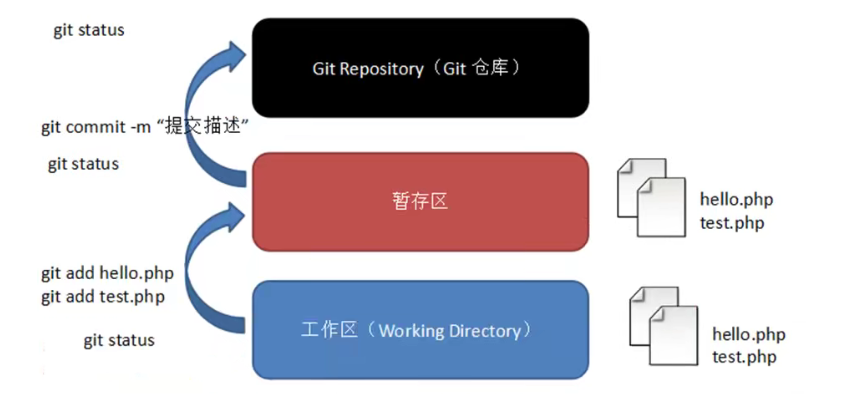 git status
Git Repository（Git 仓库）
git commit -m “提交描述”
git status
暂存区
hello.php
test.php
git add hello.php
git add test.php
git status
工作区（Working Directory）
hello.php
test.php